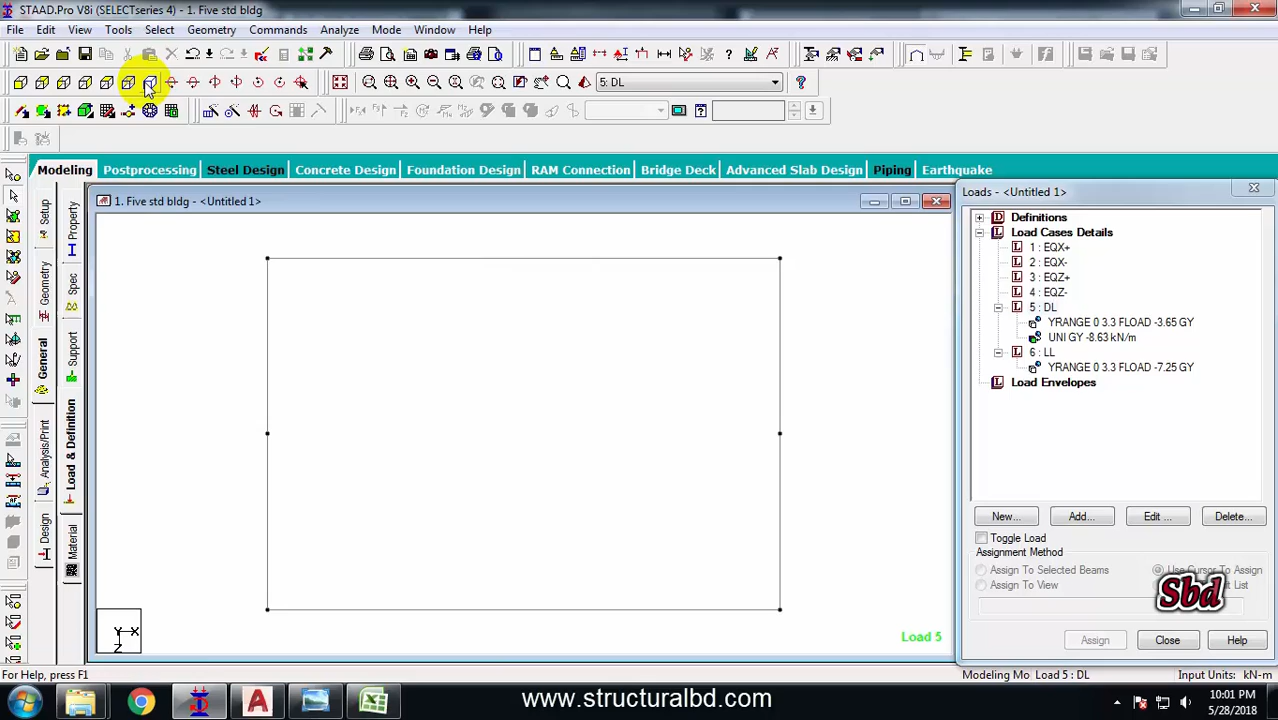 STAAD.Pro V8i (SELECTseries 4) - 1. Five std bldg
File Edit View Tools Select Geometry Commands Analyze Mode Window Help
5: DL
Modeling Postprocessing Steel Design Concrete Design Foundation Design RAM Connection Bridge Deck Advanced Slab Design Piping Earthquake
1. Five std bldg - <Untitled 1>
Loads - <Untitled 1>
Setup
Geometry
General
Analysis/Print
Design
Property
Spec
Support
Load & Definition
Material
Definitions
Load Cases Details
1 : EQX+
2 : EQX-
3 : EQZ+
4 : EQZ-
5 : DL
YRANGE 0 3.3 FLOAD -3.65 GY
UNI GY -8.63 kN/m
6 : LL
YRANGE 0 3.3 FLOAD -7.25 GY
Load Envelopes
New... Add... Edit ... Delete...
Toggle Load
Assignment Method
Assign To Selected Beams
Use Cursor To Assign
Assign To View
List
Sbd
Assign Close Help
Y X
Z
Load 5
For Help, press F1
Modeling Mo Load 5 : DL Input Units: kN-m
www.structuralbd.com
10:01 PM
5/28/2018